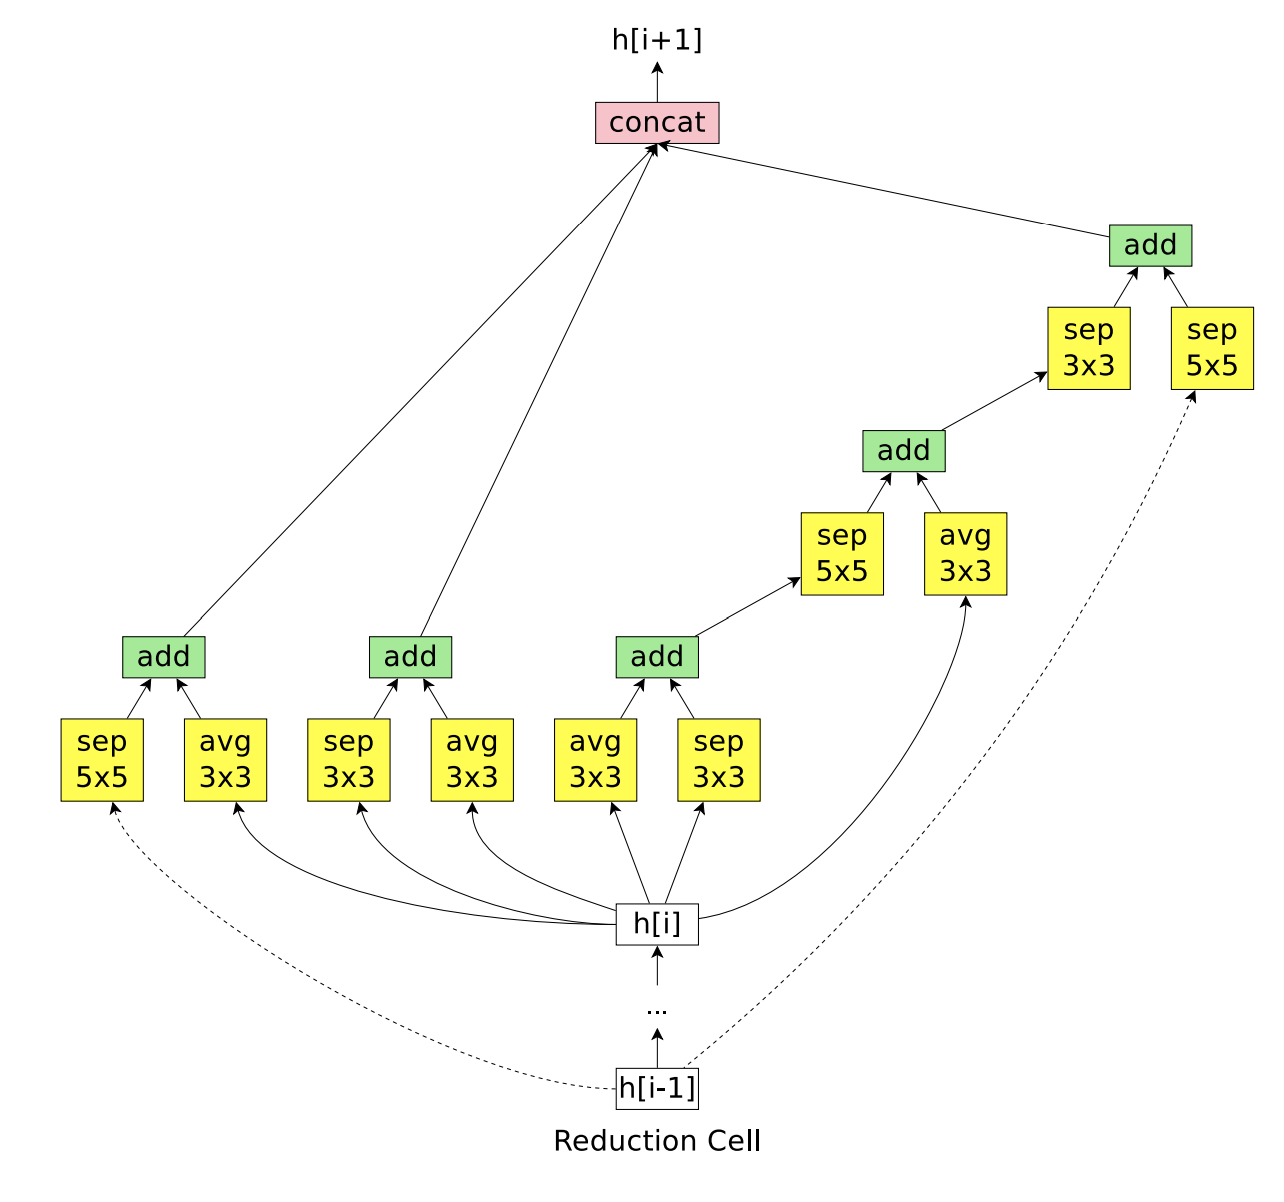 h[i+1]
concat
add
sep
3x3
sep
5x5
add
sep
5x5
avg
3x3
add
add
add
sep
5x5
avg
3x3
sep
3x3
avg
3x3
avg
3x3
sep
3x3
h[i]
...
h[i-1]
Reduction Cell